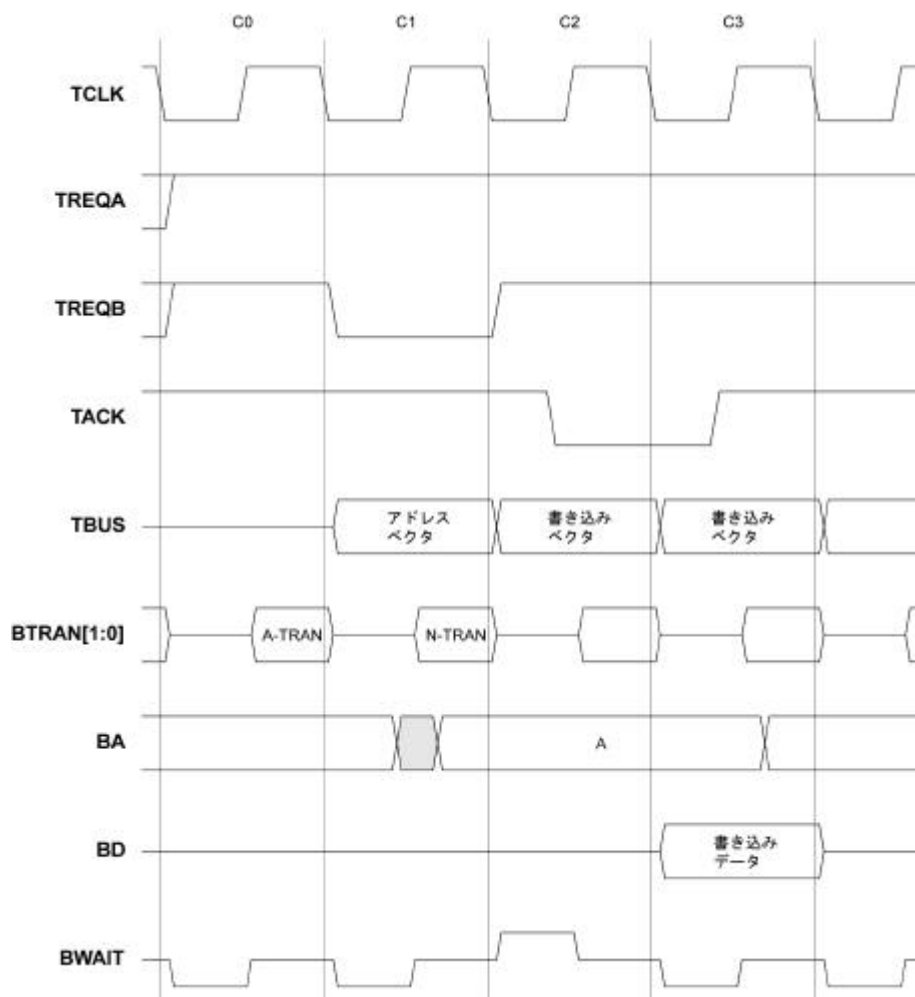 C0 C1 C2 C3
TCLK
TREQA
TREQB
TACK
TBUS
アドレス
ベクタ
書き込み
ベクタ
書き込み
ベクタ
BTRAN[1:0]
A-TRAN
N-TRAN
BA
A
BD
書き込み
データ
BWAIT